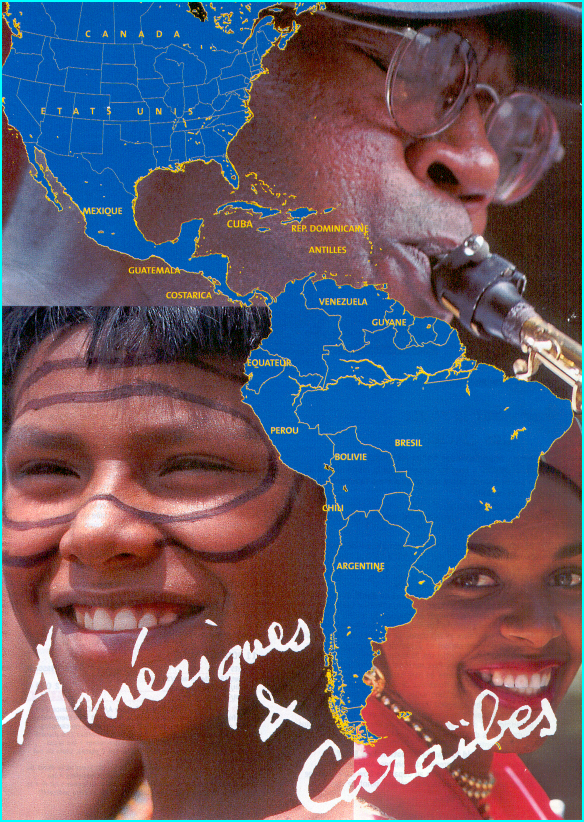 CANADA
ETATS UNIS
MEXIQUE
CUBA
REP. DOMINICAINE
ANTILLES
GUATEMALA
COSTARICA
VENEZUELA
GUYANE
EQUATEUR
PEROU
BRESIL
BOLIVIE
CHILI
ARGENTINE
Amériques
&
Caraïbes